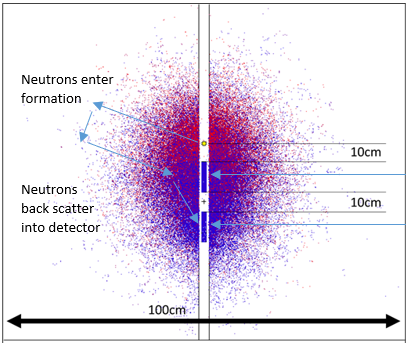 Neutrons enter
formation
10cm
Neutrons
back scatter
into detector
10cm
100cm